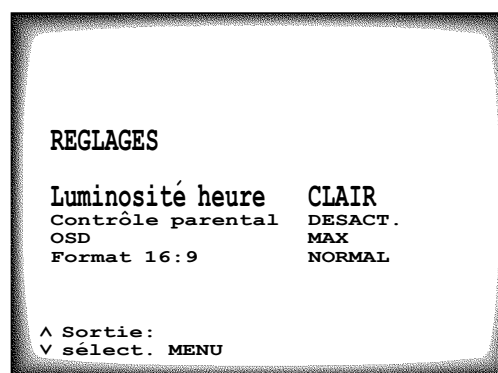 REGLAGES
Luminosité heure CLAIR
Contrôle parental DESACT.
OSD MAX
Format 16:9 NORMAL
∧ Sortie:
∨ sélect. MENU